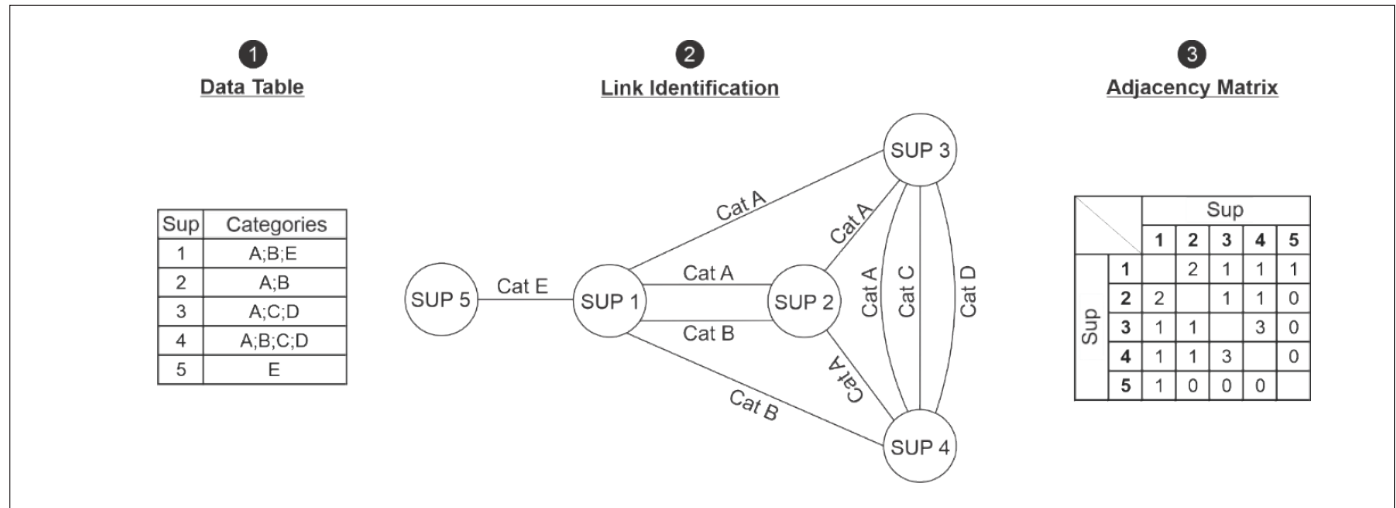 1
Data Table
Sup Categories
1 A;B;E
2 A;B
3 A;C;D
4 A;B;C;D
5 E
2
Link Identification
SUP 3
Cat A
Cat A
Cat A
Cat C
Cat D
SUP 5
Cat E
SUP 1
Cat A
SUP 2
Cat B
Cat A
Cat B
SUP 4
3
Adjacency Matrix
Sup
1 2 3 4 5
Sup
1 2 1 1 1
2 2 1 1 0
3 1 1 3 0
4 1 1 3 0
5 1 0 0 0